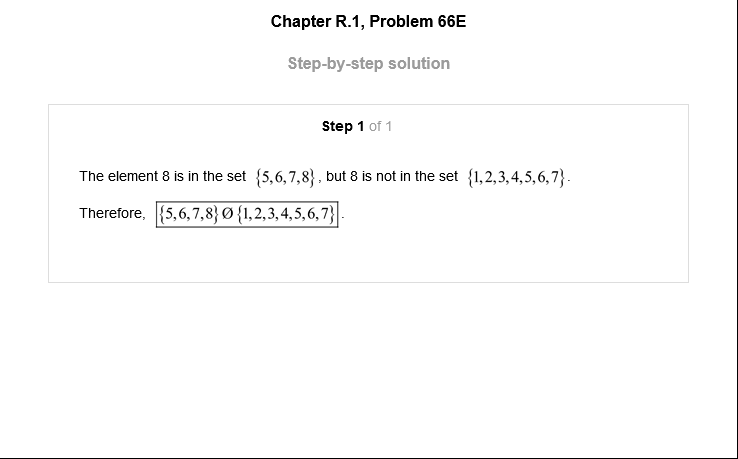 Chapter R.1, Problem 66E
Step-by-step solution
Step 1 of 1
The element 8 is in the set {5,6,7,8}, but 8 is not in the set {1,2,3,4,5,6,7}.
Therefore, {5,6,7,8} Ø {1,2,3,4,5,6,7}.